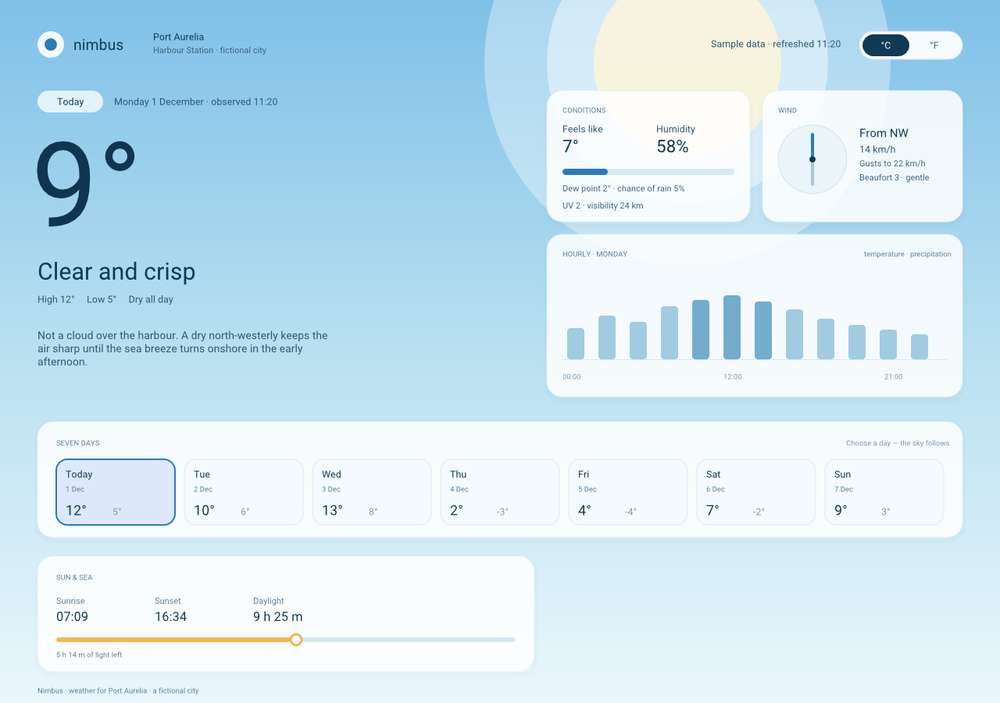 nimbus
Port Aurelia
Harbour Station · fictional city
Sample data · refreshed 11:20
°C
°F
Today
Monday 1 December · observed 11:20
9°
Clear and crisp
High 12° Low 5° Dry all day
Not a cloud over the harbour. A dry north-westerly keeps the
air sharp until the sea breeze turns onshore in the early
afternoon.
CONDITIONS
Feels like
Humidity
7°
58%
Dew point 2° · chance of rain 5%
UV 2 · visibility 24 km
WIND
From NW
14 km/h
Gusts to 22 km/h
Beaufort 3 · gentle
HOURLY · MONDAY
temperature · precipitation
00:00
12:00
21:00
SEVEN DAYS
Choose a day — the sky follows
Today
1 Dec
12° 5°
Tue
2 Dec
10° 6°
Wed
3 Dec
13° 8°
Thu
4 Dec
2° -3°
Fri
5 Dec
4° -4°
Sat
6 Dec
7° -2°
Sun
7 Dec
9° 3°
SUN & SEA
Sunrise
Sunset
Daylight
07:09
16:34
9 h 25 m
5 h 14 m of light left
Nimbus · weather for Port Aurelia · a fictional city